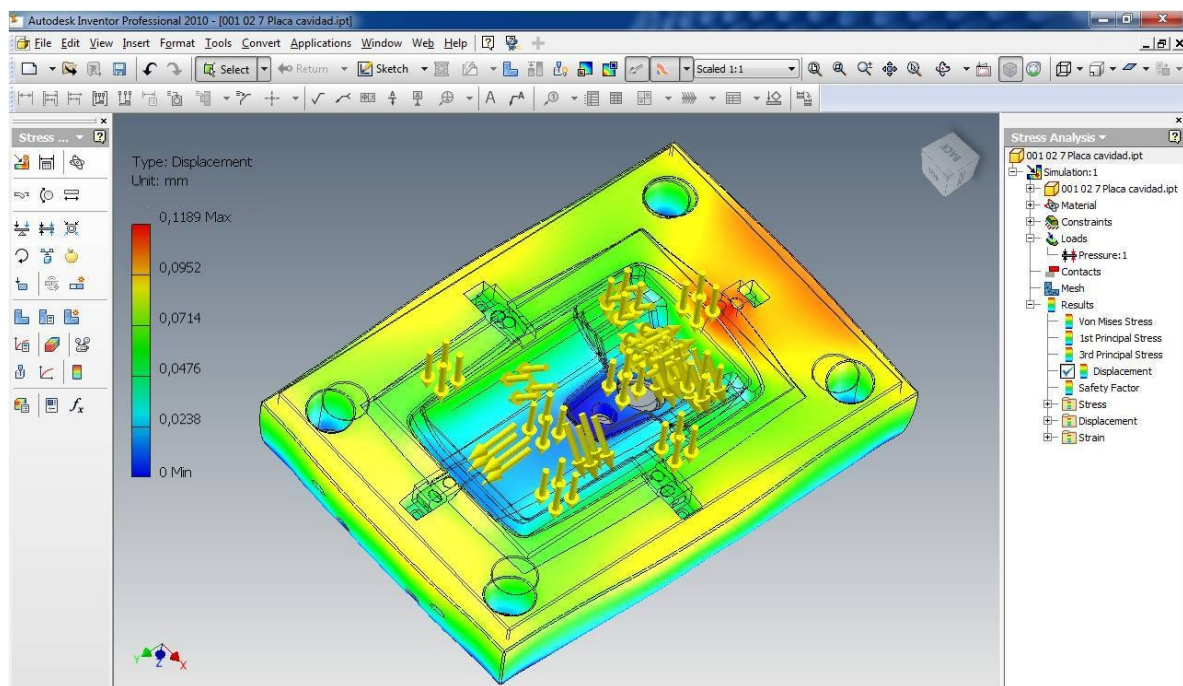 Autodesk Inventor Professional 2010 - [001 02 7 Placa cavidad.ipt]
File Edit View Insert Format Tools Convert Applications Window Web Help
Select Return Sketch Scaled 1:1
Stress ...
Type: Displacement
Unit: mm
0,1189 Max
0,0952
0,0714
0,0476
0,0238
0 Min
BACK
Y Z X
Stress Analysis
001 02 7 Placa cavidad.ipt
Simulation:1
001 02 7 Placa cavidad.ipt
Material
Constraints
Loads
Pressure:1
Contacts
Mesh
Results
Von Mises Stress
1st Principal Stress
3rd Principal Stress
Displacement
Safety Factor
Stress
Displacement
Strain